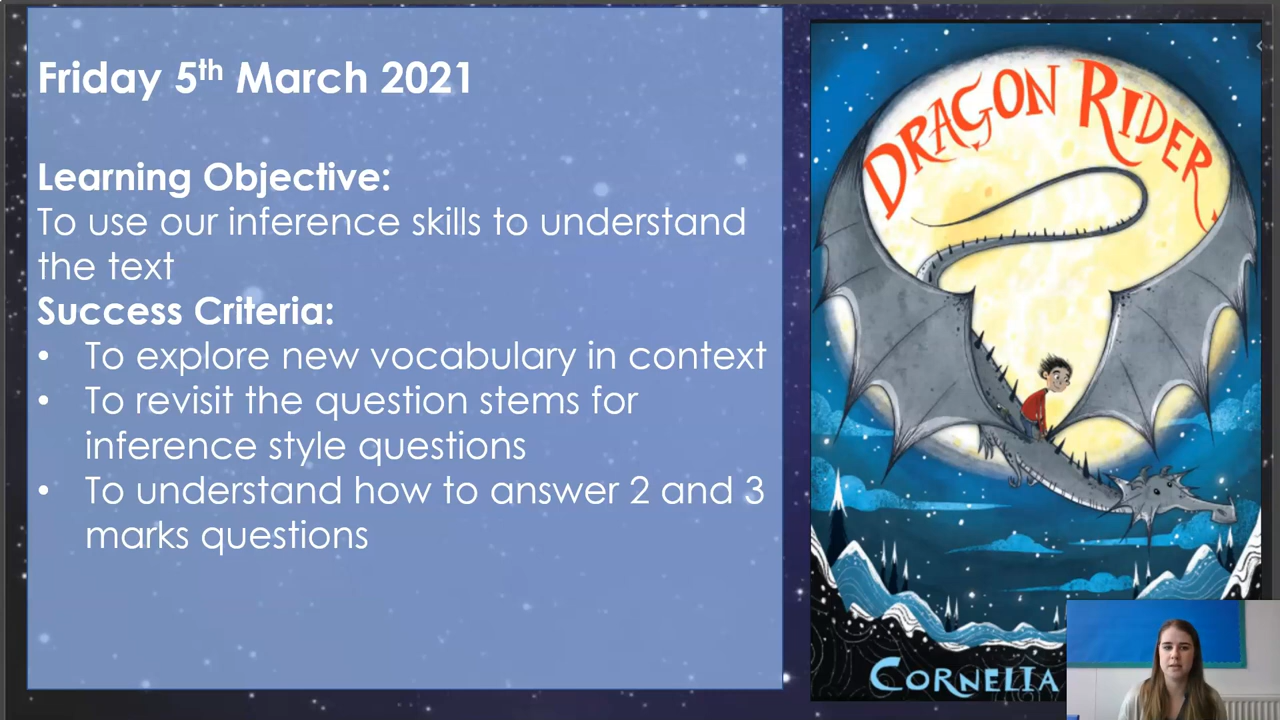 Friday 5th March 2021
Learning Objective:
To use our inference skills to understand
the text
Success Criteria:
• To explore new vocabulary in context
• To revisit the question stems for
inference style questions
• To understand how to answer 2 and 3
marks questions
DRAGON RIDER
CORNELIA